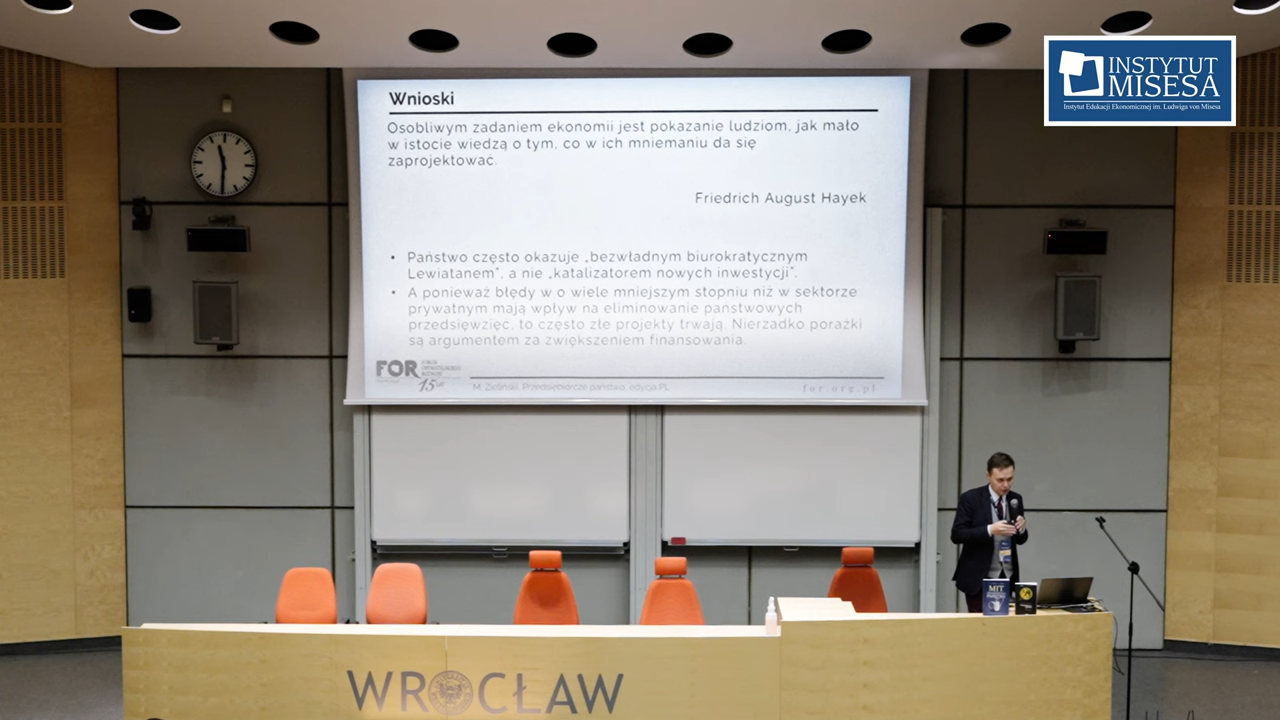 INSTYTUT
MISESA
Instytut Edukacji Ekonomicznej im. Ludwiga von Misesa
Wnioski
Osobliwym zadaniem ekonomii jest pokazanie ludziom, jak mało
w istocie wiedzą o tym, co w ich mniemaniu da się
zaprojektować.
Friedrich August Hayek
• Państwo często okazuje „bezwładnym biurokratycznym
Lewiatanem", a nie „katalizatorem nowych inwestycji".
• A ponieważ błędy w o wiele mniejszym stopniu niż w sektorze
prywatnym mają wpływ na eliminowanie państwowych
przedsięwzięć, to często złe projekty trwają. Nierzadko porażki
są argumentem za zwiększeniem finansowania.
FOR
15
M. Zieliński, Przedsiębiorcze państwo, edycja PL
for.org.pl
MIT
WROCŁAW